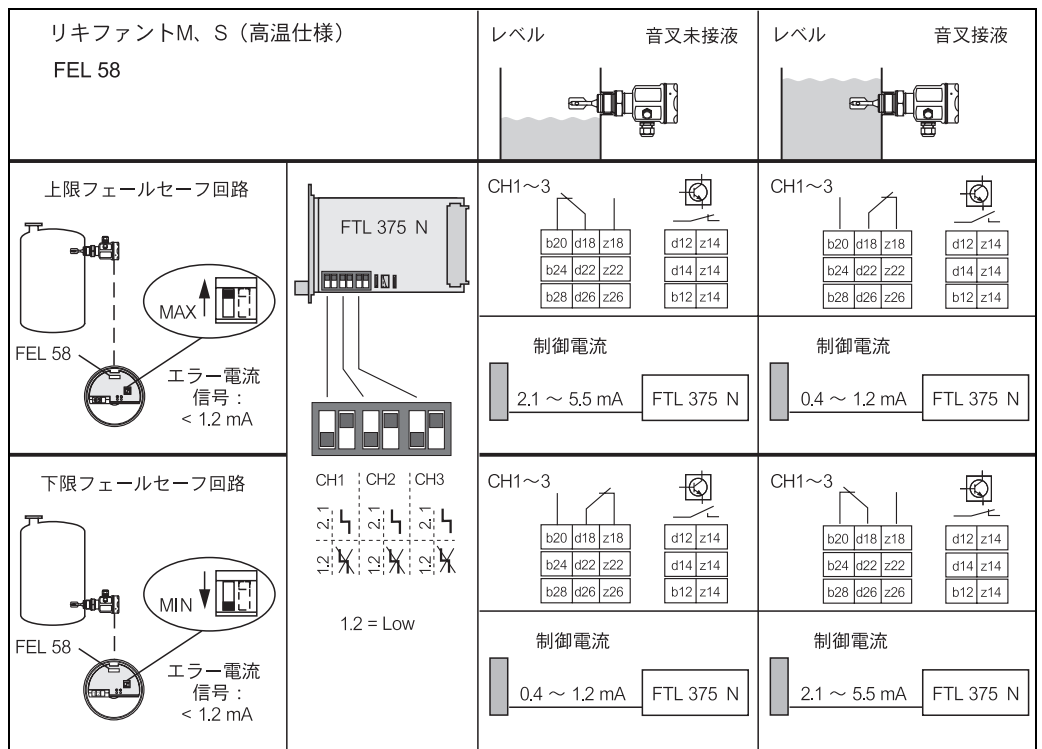 リキファントM、S（高温仕様）
FEL 58
レベル 音叉未接液
レベル 音叉接液
上限フェールセーフ回路
MAX
FEL 58
エラー電流
信号：
< 1.2 mA
FTL 375 N
CH1 CH2 CH3
2.1 2.1 2.1
1.2 1.2 1.2
1.2 = Low
CH1～3
b20 d18 z18 d12 z14
b24 d22 z22 d14 z14
b28 d26 z26 b12 z14
制御電流
2.1 ～ 5.5 mA FTL 375 N
CH1～3
b20 d18 z18 d12 z14
b24 d22 z22 d14 z14
b28 d26 z26 b12 z14
制御電流
0.4 ～ 1.2 mA FTL 375 N
下限フェールセーフ回路
MIN
FEL 58
エラー電流
信号：
< 1.2 mA
CH1～3
b20 d18 z18 d12 z14
b24 d22 z22 d14 z14
b28 d26 z26 b12 z14
制御電流
0.4 ～ 1.2 mA FTL 375 N
CH1～3
b20 d18 z18 d12 z14
b24 d22 z22 d14 z14
b28 d26 z26 b12 z14
制御電流
2.1 ～ 5.5 mA FTL 375 N